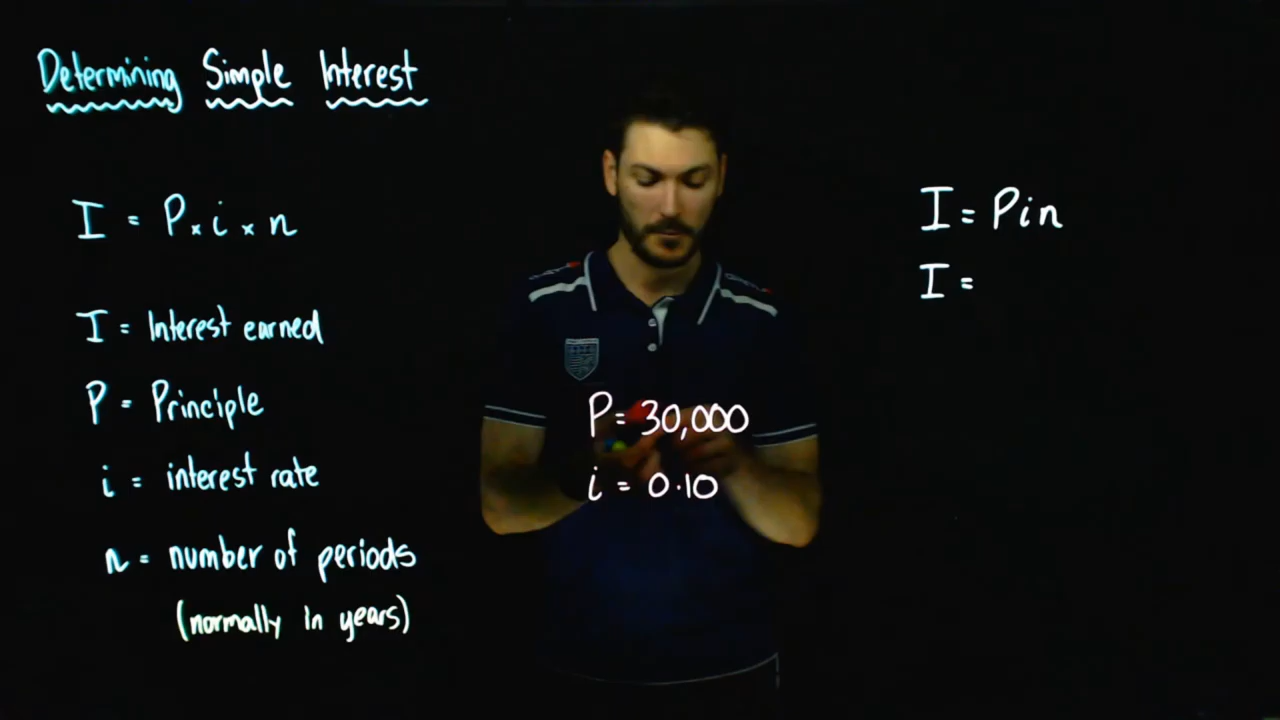 Determining Simple Interest
I = P × i × n
I = Interest earned
P = Principle
i = interest rate
n = number of periods
(normally in years)
P = 30,000
i = 0·10
I = Pin
I =